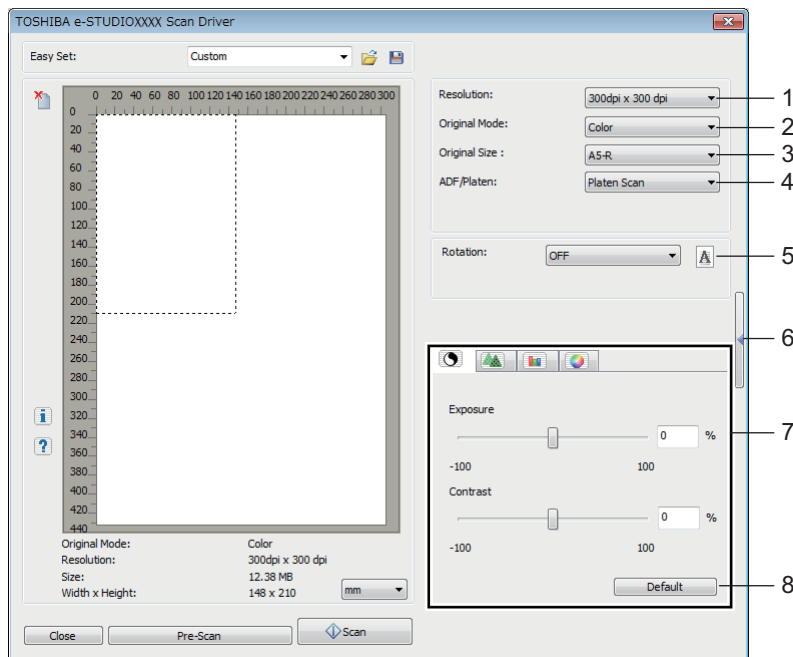 TOSHIBA e-STUDIOXXXX Scan Driver
Easy Set: Custom
0 20 40 60 80 100 120 140 160 180 200 220 240 260 280 300
0
20
40
60
80
100
120
140
160
180
200
220
240
260
280
300
320
340
360
380
400
420
440
Original Mode: Color
Resolution: 300dpi x 300 dpi
Size: 12.38 MB
Width x Height: 148 x 210 mm
Close Pre-Scan Scan
Resolution: 300dpi x 300 dpi 1
Original Mode: Color 2
Original Size : A5-R 3
ADF/Platen: Platen Scan 4
Rotation: OFF A 5
6
Exposure
0 %
7
-100 100
Contrast
0 %
-100 100
Default 8